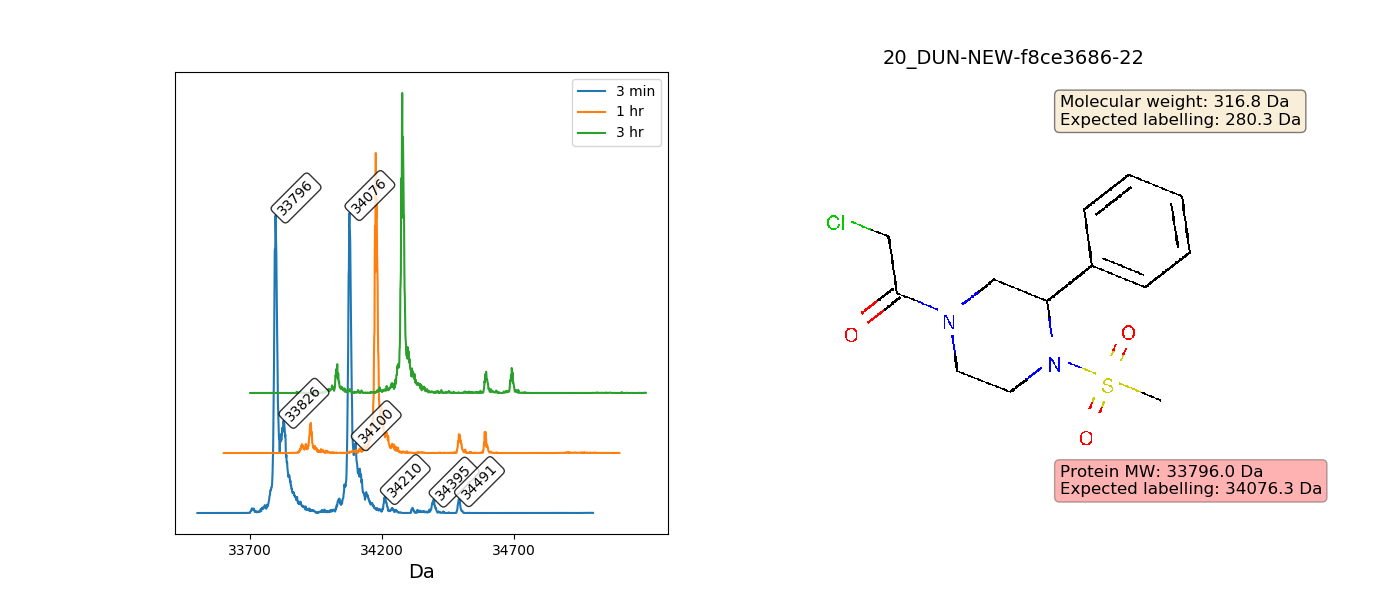 20_DUN-NEW-f8ce3686-22
3 min
1 hr
3 hr
Molecular weight: 316.8 Da
Expected labelling: 280.3 Da
33796
34076
33826
34100
34210
34395
34491
33700
34200
34700
Da
Cl
O
N
N
O
S
O
Protein MW: 33796.0 Da
Expected labelling: 34076.3 Da